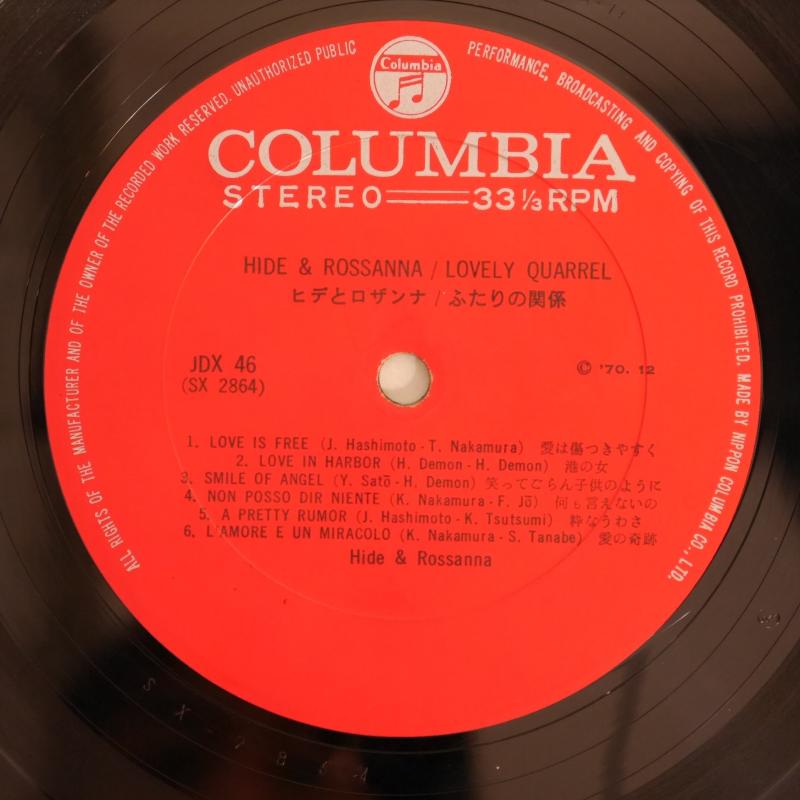 ALL RIGHTS OF THE MANUFACTURER AND OF THE OWNER OF THE RECORDED WORK RESERVED. UNAUTHORIZED PUBLIC PERFORMANCE, BROADCASTING AND COPYING OF THIS RECORD PROHIBITED. MADE BY NIPPON COLUMBIA CO., LTD.
Columbia
COLUMBIA
STEREO 33 1/3 RPM
HIDE & ROSSANNA / LOVELY QUARREL
ヒデとロザンナ / ふたりの関係
JDX 46
(SX 2864)
© '70. 12
1. LOVE IS FREE (J. Hashimoto - T. Nakamura) 愛は傷つきやすく
2. LOVE IN HARBOR (H. Demon - H. Demon) 港の女
3. SMILE OF ANGEL (Y. Satō - H. Demon) 笑ってごらん子供のように
4. NON POSSO DIR NIENTE (K. Nakamura - F. Jō) 何も言えないの
5. A PRETTY RUMOR (J. Hashimoto - K. Tsutsumi) 粋なうわさ
6. L'AMORE E UN MIRACOLO (K. Nakamura - S. Tanabe) 愛の奇跡
Hide & Rossanna
SX-2864